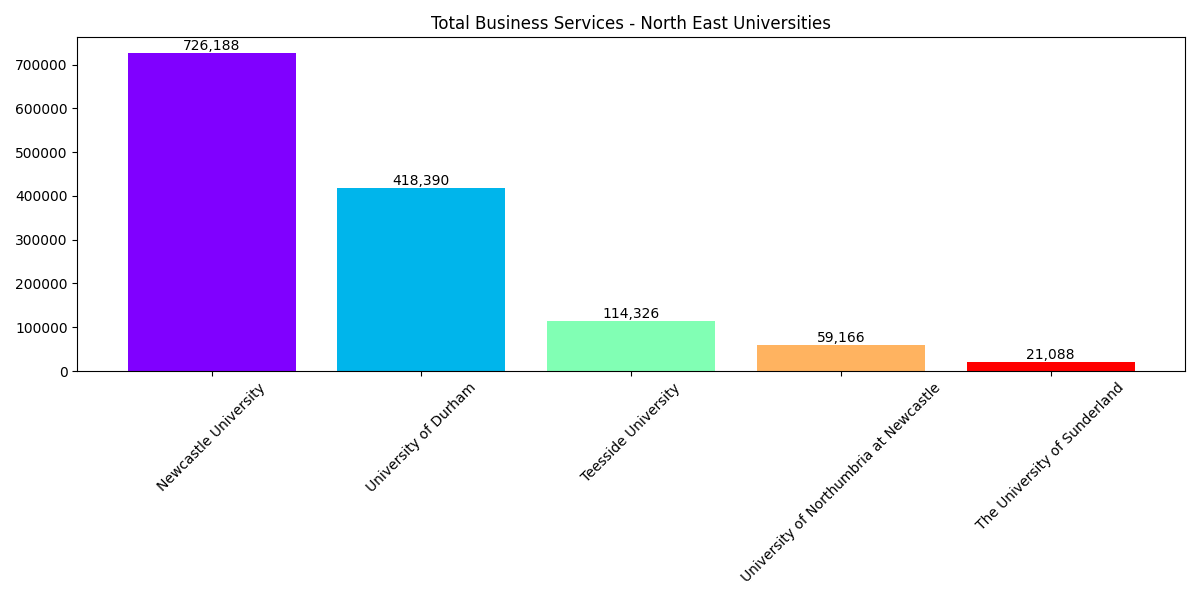 Total Business Services - North East Universities
726,188
418,390
114,326
59,166
21,088
700000
600000
500000
400000
300000
200000
100000
0
Newcastle University
University of Durham
Teesside University
University of Northumbria at Newcastle
The University of Sunderland